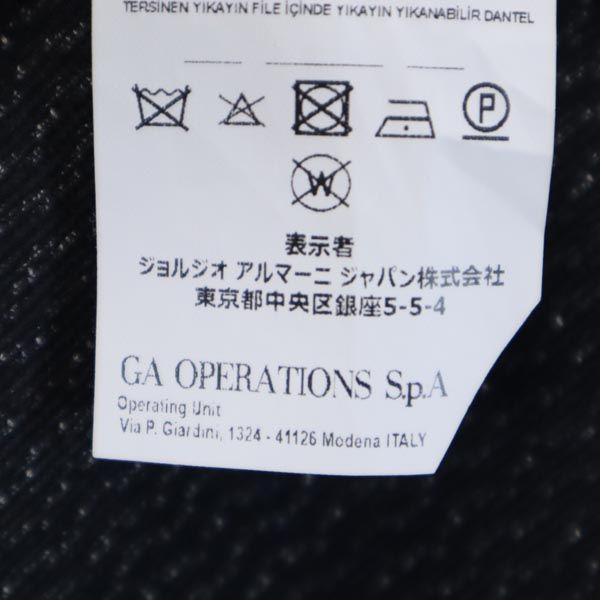 TERSİNEN YIKAYIN FİLE İÇİNDE YIKAYIN YIKANABİLİR DANTEL
P
W
表示者
ジョルジオ アルマーニ ジャパン株式会社
東京都中央区銀座5-5-4
GA OPERATIONS S.p.A
Operating Unit
Via P. Giardini, 1324 - 41126 Modena ITALY